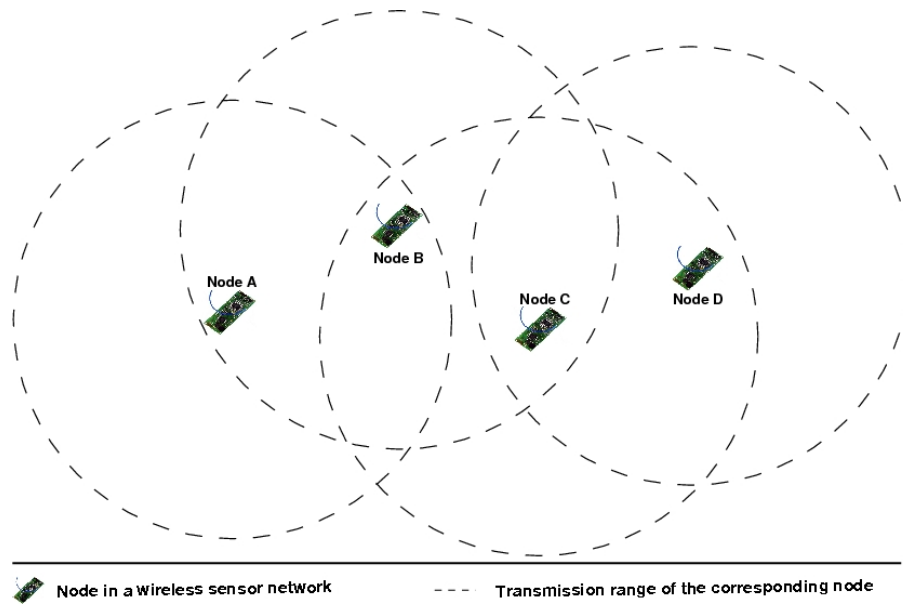 Node B
Node A
Node C
Node D
Node in a wireless sensor network
Transmission range of the corresponding node